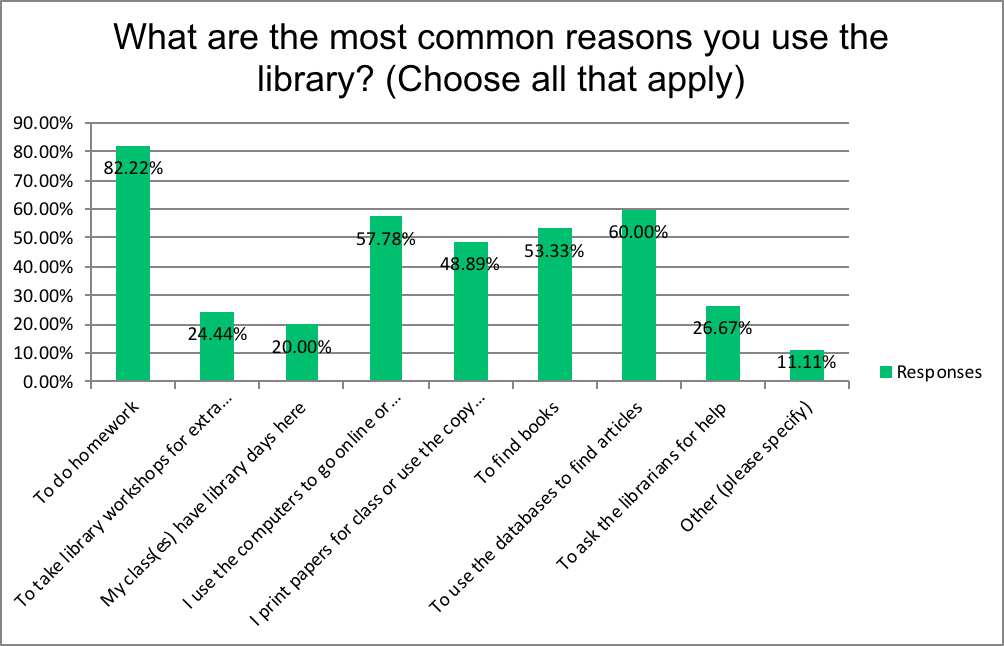 What are the most common reasons you use the
library? (Choose all that apply)
90.00%
80.00%
70.00%
60.00%
50.00%
40.00%
30.00%
20.00%
10.00%
0.00%
82.22%
24.44%
20.00%
57.78%
48.89%
53.33%
60.00%
26.67%
11.11%
Responses
To do homework
To take library workshops for extra...
My class(es) have library days here
I use the computers to go online or...
I print papers for class or use the copy...
To find books
To use the databases to find articles
To ask the librarians for help
Other (please specify)